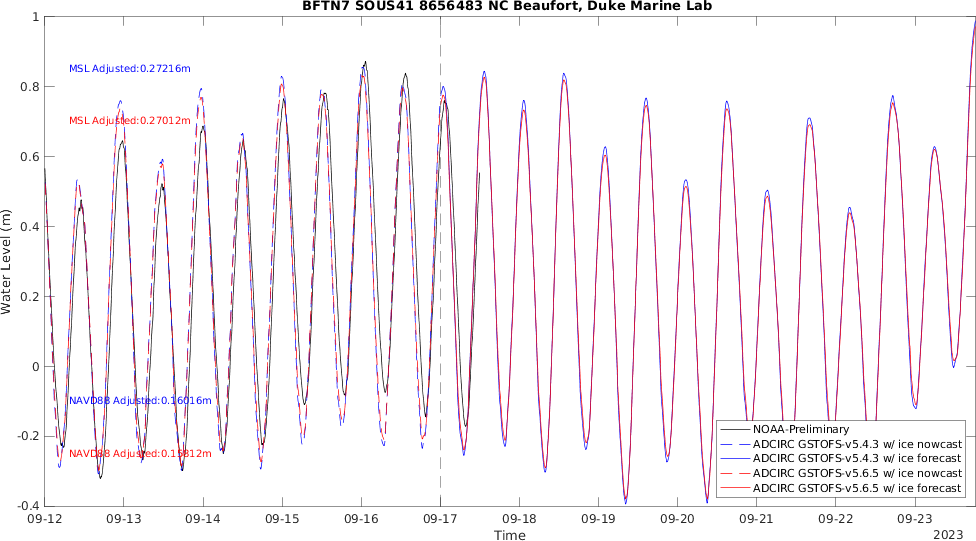 BFTN7 SOUS41 8656483 NC Beaufort, Duke Marine Lab
1
0.8
0.6
0.4
0.2
0
-0.2
-0.4
Water Level (m)
MSL Adjusted:0.27216m
MSL Adjusted:0.27012m
NAVD88 Adjusted:0.16016m
NAVD88 Adjusted:0.15812m
NOAA-Preliminary
ADCIRC GSTOFS-v5.4.3 w/ ice nowcast
ADCIRC GSTOFS-v5.4.3 w/ ice forecast
ADCIRC GSTOFS-v5.6.5 w/ ice nowcast
ADCIRC GSTOFS-v5.6.5 w/ ice forecast
09-12 09-13 09-14 09-15 09-16 09-17 09-18 09-19 09-20 09-21 09-22 09-23
2023
Time